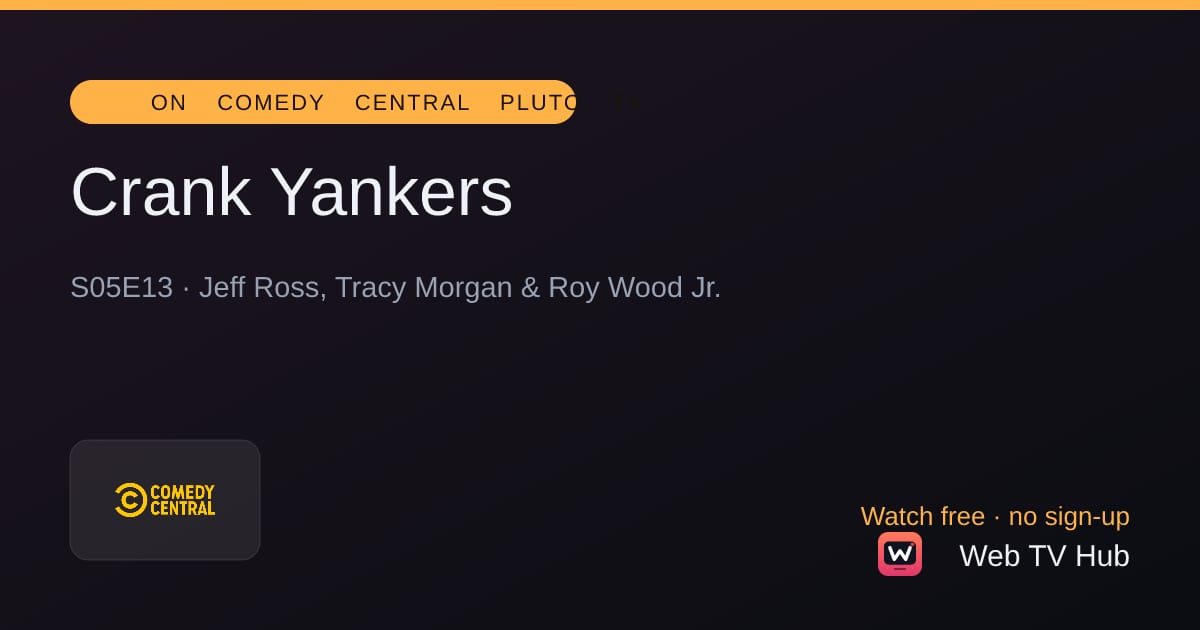 ON COMEDY CENTRAL PLUTO
Crank Yankers
S05E13 · Jeff Ross, Tracy Morgan & Roy Wood Jr.
COMEDY
CENTRAL
Watch free · no sign-up
W
Web TV Hub